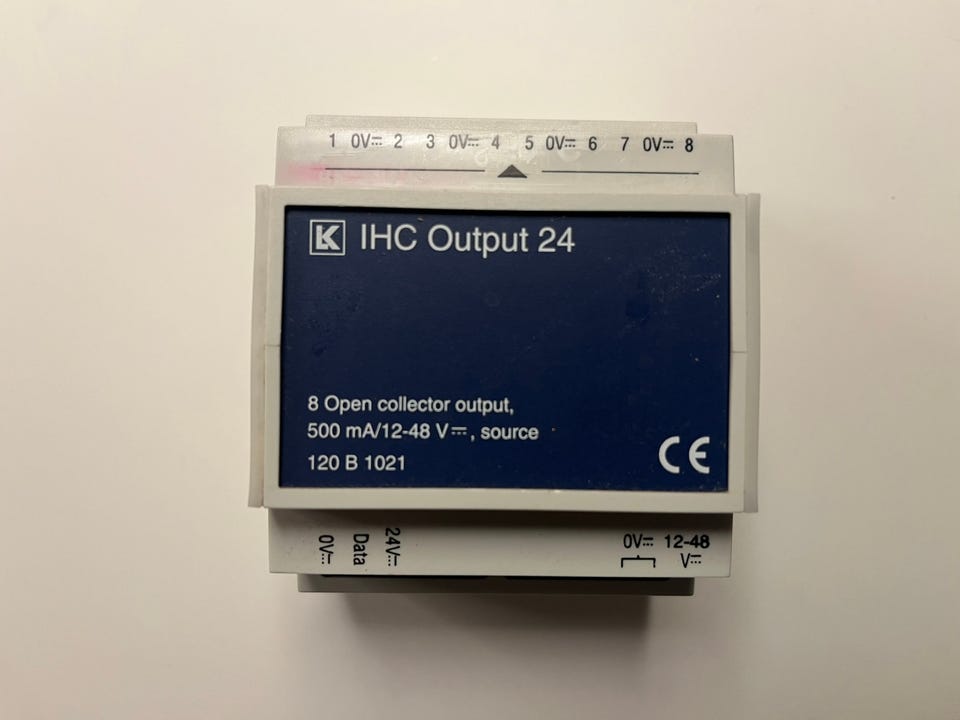 1 0V⎓ 2 3 0V⎓ 4 5 0V⎓ 6 7 0V⎓ 8
LK IHC Output 24
8 Open collector output,
500 mA/12-48 V⎓, source
120 B 1021
CE
0V⎓ Data 24V⎓
0V⎓ 12-48
V⎓